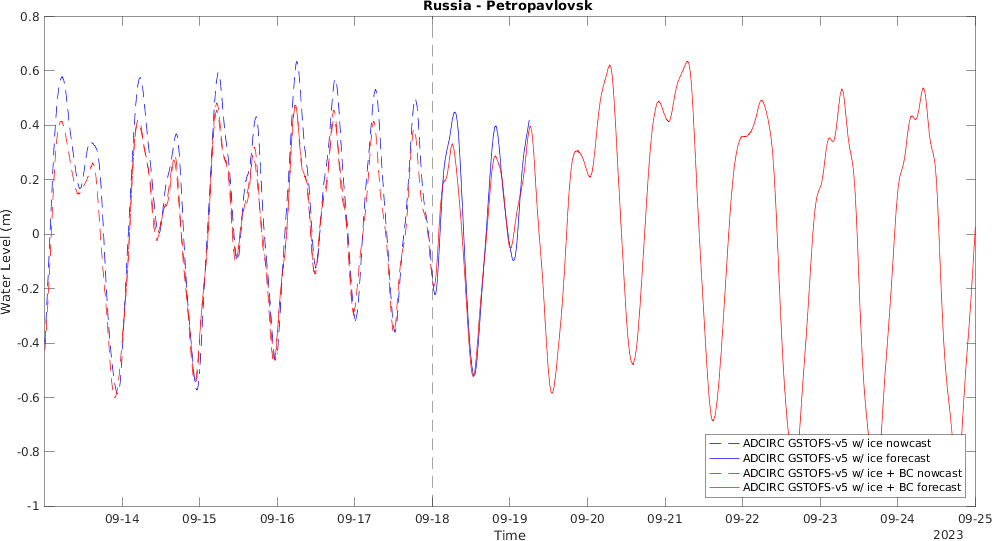 Russia - Petropavlovsk
0.8
0.6
0.4
0.2
0
-0.2
-0.4
-0.6
-0.8
-1
Water Level (m)
ADCIRC GSTOFS-v5 w/ ice nowcast
ADCIRC GSTOFS-v5 w/ ice forecast
ADCIRC GSTOFS-v5 w/ ice + BC nowcast
ADCIRC GSTOFS-v5 w/ ice + BC forecast
09-14 09-15 09-16 09-17 09-18 09-19 09-20 09-21 09-22 09-23 09-24 09-25
Time
2023